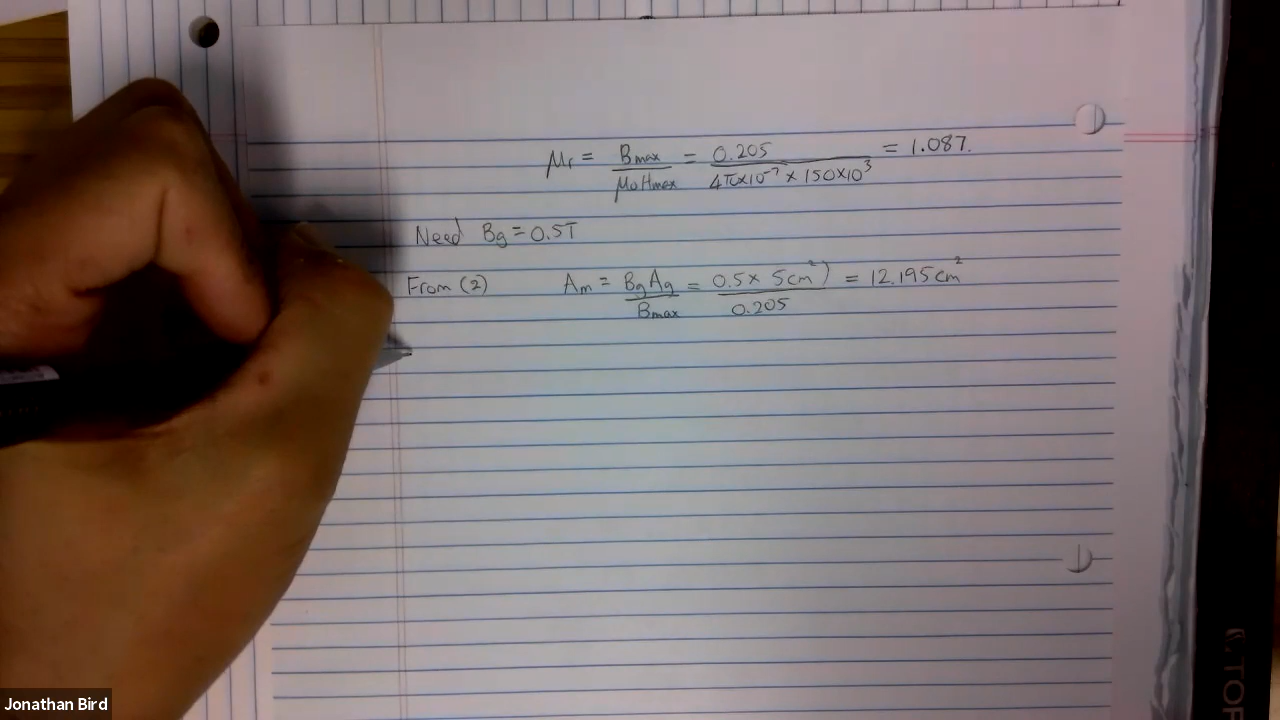 μr = Bmax / μ0Hmax = 0.205 / 4π×10⁻⁷ × 150×10³ = 1.087.
Need Bg = 0.5T
From (2) Am = BgAg / Bmax = 0.5 × 5cm²) / 0.205 = 12.195cm²
Jonathan Bird